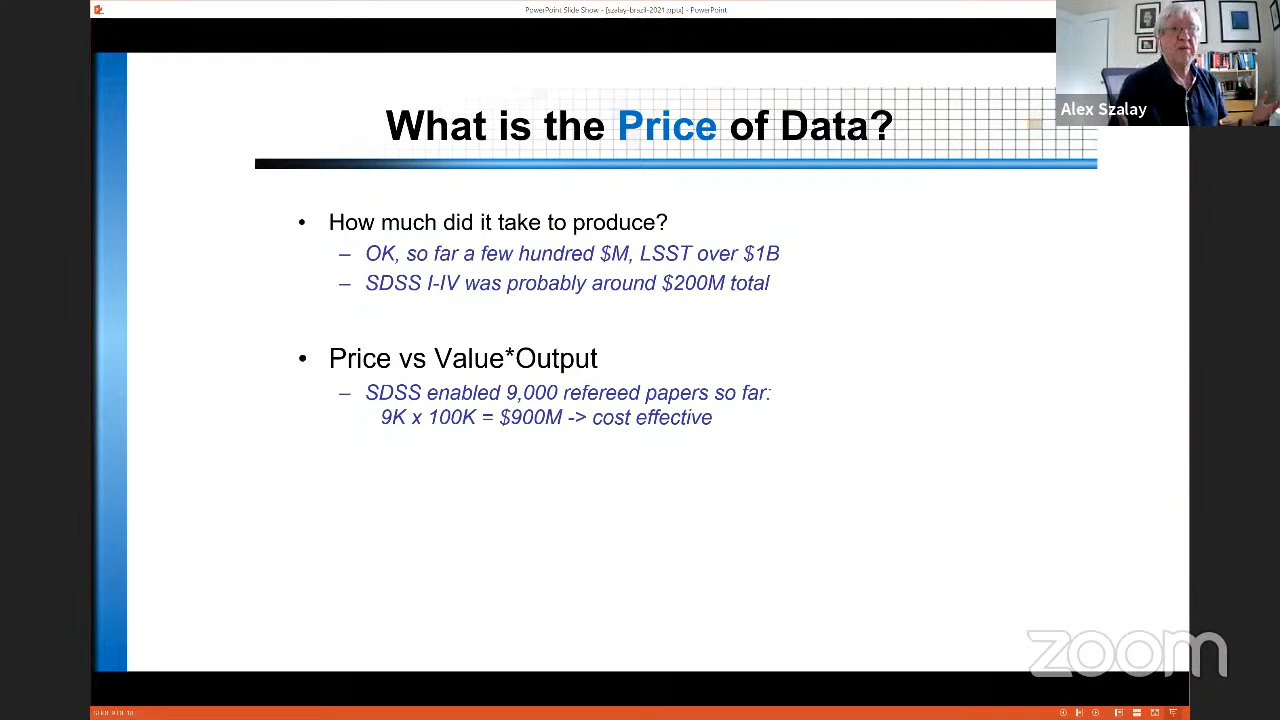 PowerPoint Slide Show - [szalay-brazil-2021.pptx] - PowerPoint
Alex Szalay
What is the Price of Data?
• How much did it take to produce?
– OK, so far a few hundred $M, LSST over $1B
– SDSS I-IV was probably around $200M total
• Price vs Value*Output
– SDSS enabled 9,000 refereed papers so far:
9K x 100K = $900M -> cost effective
zoom